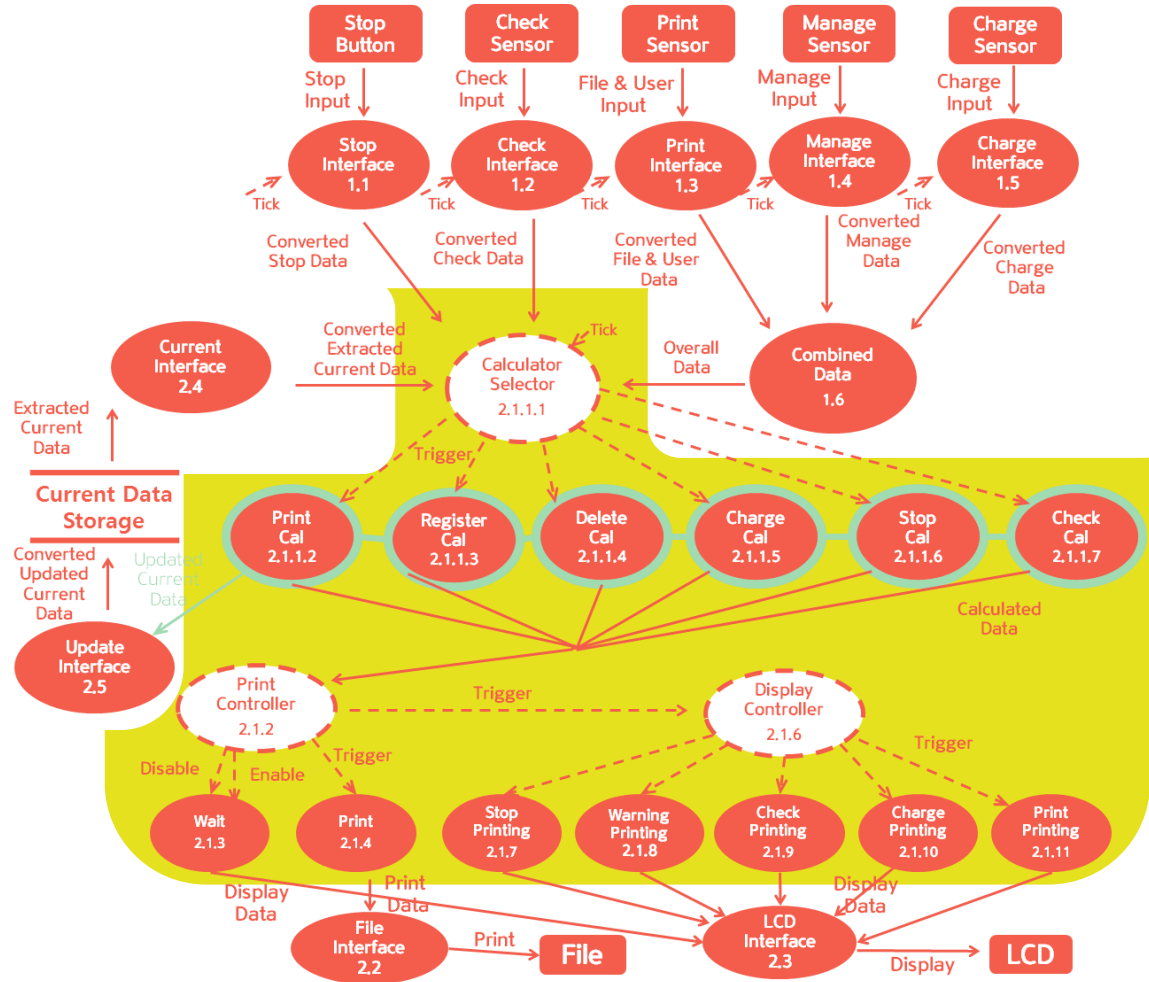 Stop
Button
Check
Sensor
Print
Sensor
Manage
Sensor
Charge
Sensor
Stop
Input
Check
Input
File & User
Input
Manage
Input
Charge
Input
Stop
Interface
1.1
Check
Interface
1.2
Print
Interface
1.3
Manage
Interface
1.4
Charge
Interface
1.5
Tick
Tick
Tick
Tick
Tick
Converted
Stop Data
Converted
Check Data
Converted
File & User
Data
Converted
Manage
Data
Converted
Charge
Data
Current
Interface
2.4
Converted
Extracted
Current Data
Tick
Calculator
Selector
2.1.1.1
Overall
Data
Combined
Data
1.6
Extracted
Current
Data
Trigger
Current Data
Storage
Print
Cal
2.1.1.2
Register
Cal
2.1.1.3
Delete
Cal
2.1.1.4
Charge
Cal
2.1.1.5
Stop
Cal
2.1.1.6
Check
Cal
2.1.1.7
Converted
Updated
Current
Data
Updated
Current
Data
Calculated
Data
Update
Interface
2.5
Print
Controller
2.1.2
Trigger
Display
Controller
2.1.6
Disable
Enable
Trigger
Trigger
Wait
2.1.3
Print
2.1.4
Stop
Printing
2.1.7
Warning
Printing
2.1.8
Check
Printing
2.1.9
Charge
Printing
2.1.10
Print
Printing
2.1.11
Display
Data
Print
Data
Display
Data
File
Interface
2.2
Print
File
LCD
Interface
2.3
Display
LCD